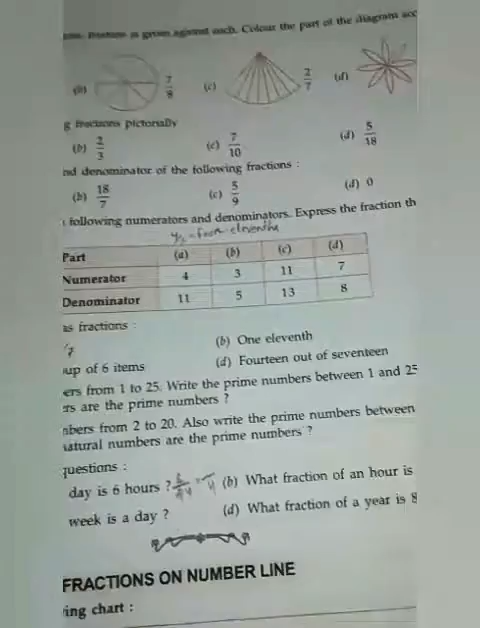 fraction is given against each. Colour the part of the diagram acc
(b) 7/8 (c) 2/7 (d)
g fractions pictorially
(b) 2/3 (c) 7/10 (d) 5/18
nd denominator of the following fractions :
(b) 18/7 (c) 5/9 (d) 0
following numerators and denominators. Express the fraction th
four elevenths
Part (a) (b) (c) (d)
Numerator 4 3 11 7
Denominator 11 5 13 8
as fractions :
(b) One eleventh
up of 6 items (d) Fourteen out of seventeen
ers from 1 to 25. Write the prime numbers between 1 and 25
rs are the prime numbers ?
mbers from 2 to 20. Also write the prime numbers between
natural numbers are the prime numbers ?
questions :
day is 6 hours ? (b) What fraction of an hour is
week is a day ? (d) What fraction of a year is 8
FRACTIONS ON NUMBER LINE
ing chart :